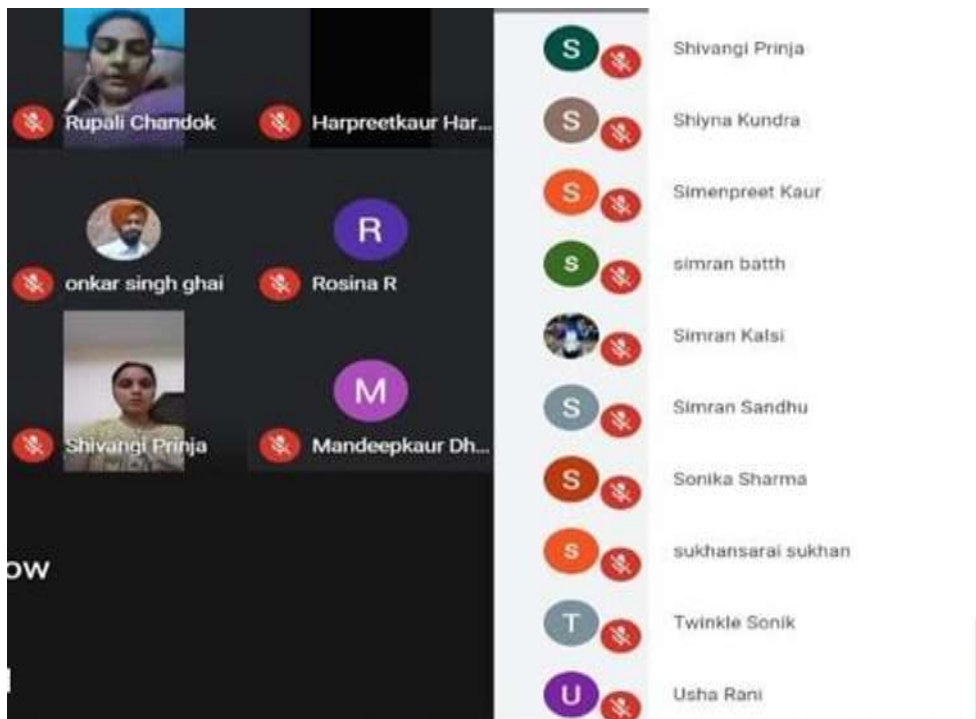 Rupali Chandok
Harpreetkaur Har...
onkar singh ghai
R
Rosina R
Shivangi Prinja
M
Mandeepkaur Dh...
ow
S
Shivangi Prinja
S
Shiyna Kundra
S
Simenpreet Kaur
s
simran batth
Simran Kalsi
S
Simran Sandhu
S
Sonika Sharma
s
sukhansarai sukhan
T
Twinkle Sonik
U
Usha Rani